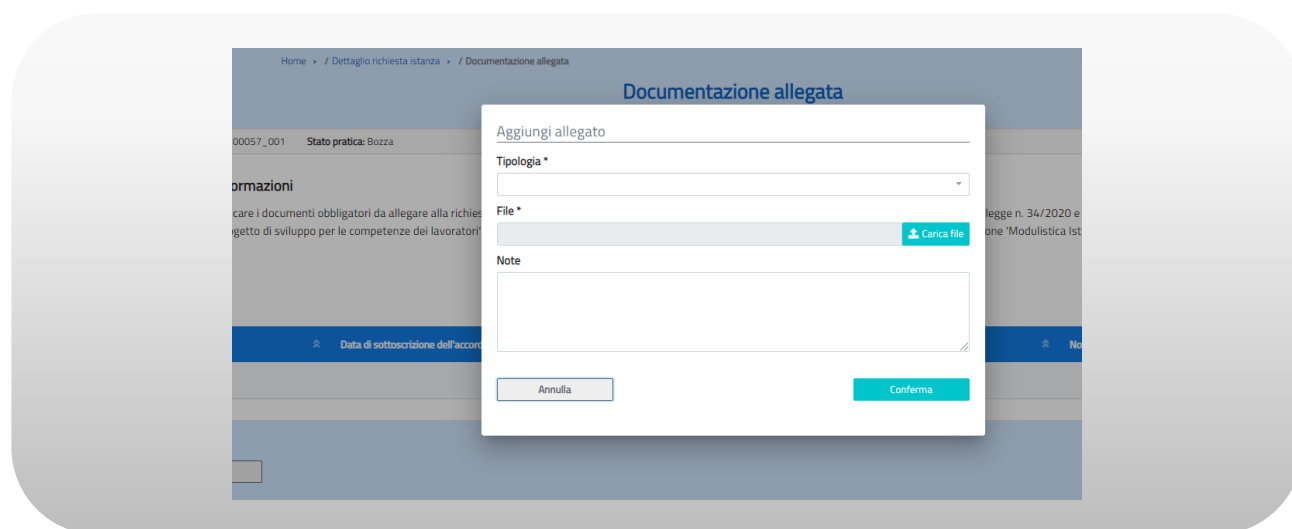 Home › / Dettaglio richiesta istanza › / Documentazione allegata
Documentazione allegata
00057_001 Stato pratica: Bozza
Aggiungi allegato
Tipologia *
ormazioni
care i documenti obbligatori da allegare alla richies
legge n. 34/2020 e
File *
ogetto di sviluppo per le competenze dei lavoratori'
Carica file
one 'Modulistica Ist
Note
Data di sottoscrizione dell'accord
No
Annulla
Conferma